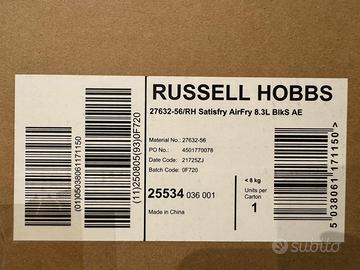 RUSSELL HOBBS
27632-56/RH Satisfry AirFry 8.3L BlkS AE
Material No.: 27632-56
PO No.: 4501770078
Date Code: 21725ZJ
Batch Code: 0F720
25534 036 001
Made in China
< 8 kg
Units per
Carton
1
(01)05038061171150
(11)250805(93)0F720
5 038061 171150 >
subito